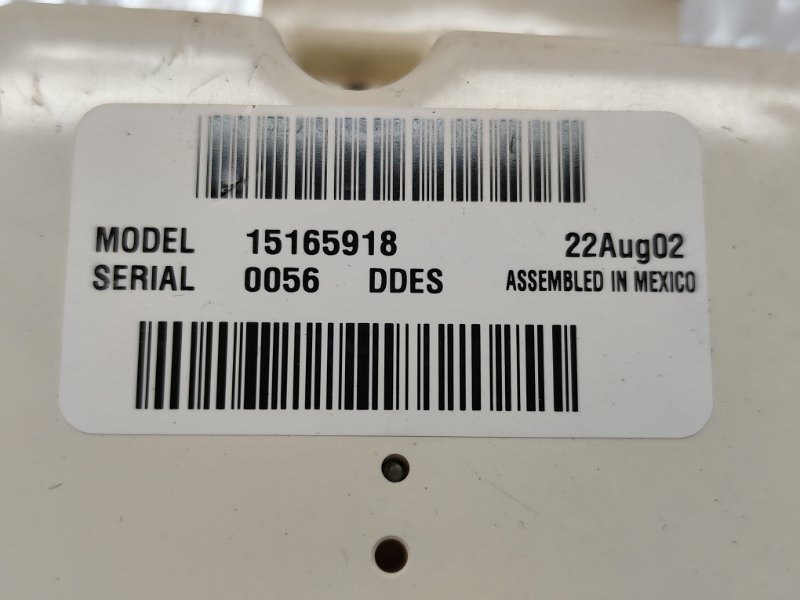 MODEL 15165918 22Aug02
SERIAL 0056 DDES ASSEMBLED IN MEXICO